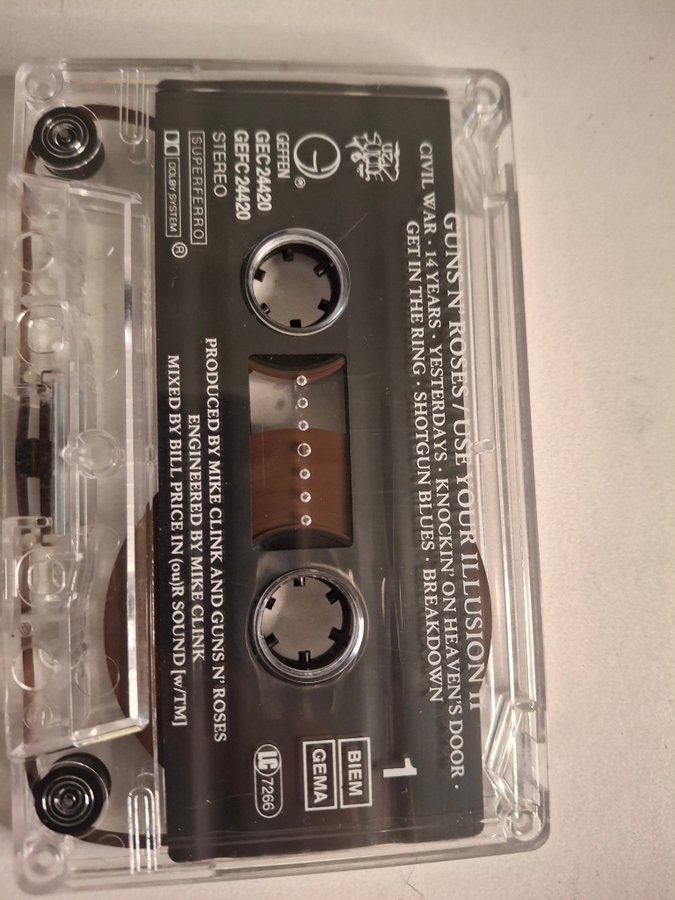 GUNS N' ROSES / USE YOUR ILLUSION II
CIVIL WAR · 14 YEARS · YESTERDAYS · KNOCKIN' ON HEAVEN'S DOOR ·
GET IN THE RING · SHOTGUN BLUES · BREAKDOWN
1
UZI
SUICIDE
GEFFEN
®
GEC 24420
GEFC 24420
STEREO
SUPERFERRO
DOLBY SYSTEM ®
BIEM
GEMA
LC 7266
PRODUCED BY MIKE CLINK AND GUNS N' ROSES
ENGINEERED BY MIKE CLINK
MIXED BY BILL PRICE IN (ou)R SOUND [w/TM]